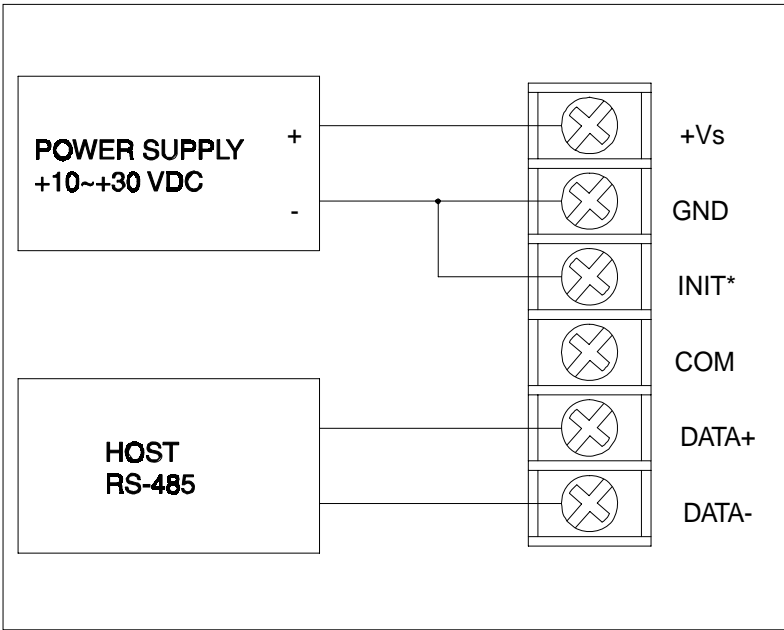 POWER SUPPLY
+10~+30 VDC
+
-
+Vs
GND
INIT*
COM
HOST
RS-485
DATA+
DATA-